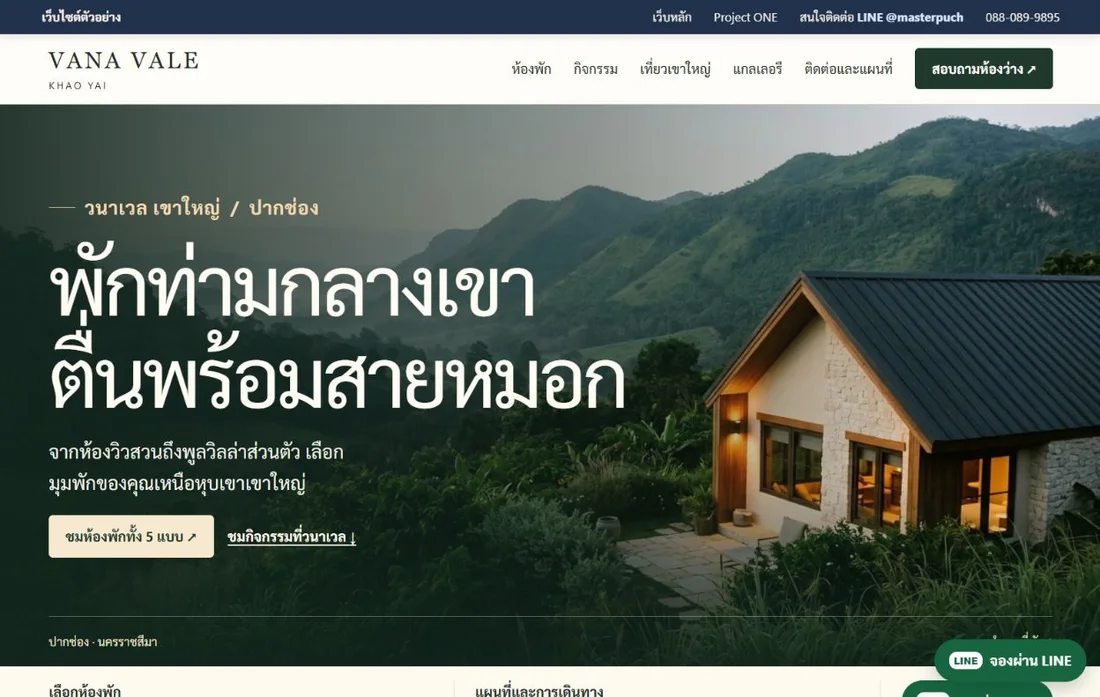 เว็บไซต์ตัวอย่าง
เว็บหลัก
Project ONE
สนใจติดต่อ LINE @masterpuch
088-089-9895
VANA VALE
KHAO YAI
ห้องพัก
กิจกรรม
เที่ยวเขาใหญ่
แกลเลอรี
ติดต่อและแผนที่
สอบถามห้องว่าง ↗
วนาเวล เขาใหญ่ / ปากช่อง
พักท่ามกลางเขา
ตื่นพร้อมสายหมอก
จากห้องวิวสวนถึงพูลวิลล่าส่วนตัว เลือก
มุมพักของคุณเหนือหุบเขาเขาใหญ่
ชมห้องพักทั้ง 5 แบบ ↗
ชมกิจกรรมที่วนาเวล ↓
ปากช่อง · นครราชสีมา
LINE จองผ่าน LINE
เลือกห้องพัก
แผนที่และการเดินทาง